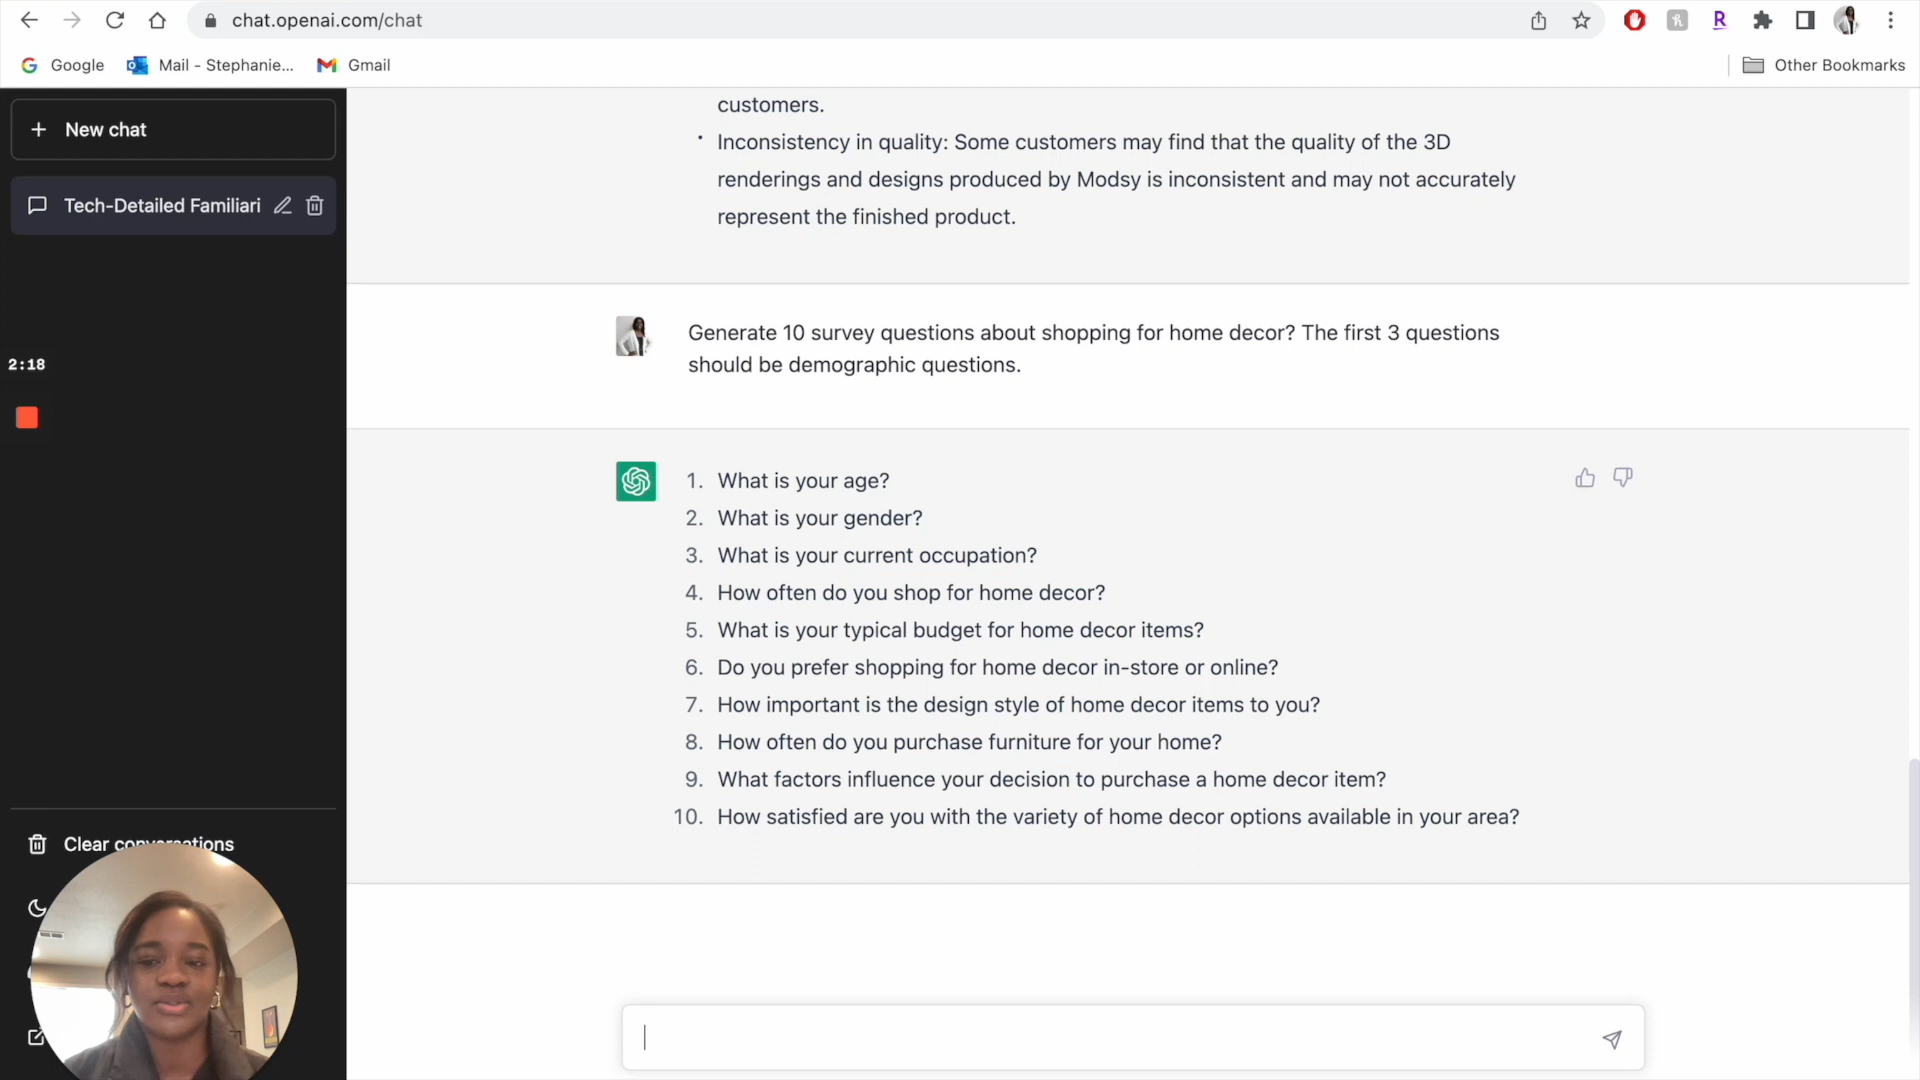 chat.openai.com/chat
Google
Mail - Stephanie...
Gmail
Other Bookmarks
New chat
Tech-Detailed Familiari
2:18
Clear conversations
customers.
Inconsistency in quality: Some customers may find that the quality of the 3D
renderings and designs produced by Modsy is inconsistent and may not accurately
represent the finished product.
Generate 10 survey questions about shopping for home decor? The first 3 questions
should be demographic questions.
1. What is your age?
2. What is your gender?
3. What is your current occupation?
4. How often do you shop for home decor?
5. What is your typical budget for home decor items?
6. Do you prefer shopping for home decor in-store or online?
7. How important is the design style of home decor items to you?
8. How often do you purchase furniture for your home?
9. What factors influence your decision to purchase a home decor item?
10. How satisfied are you with the variety of home decor options available in your area?